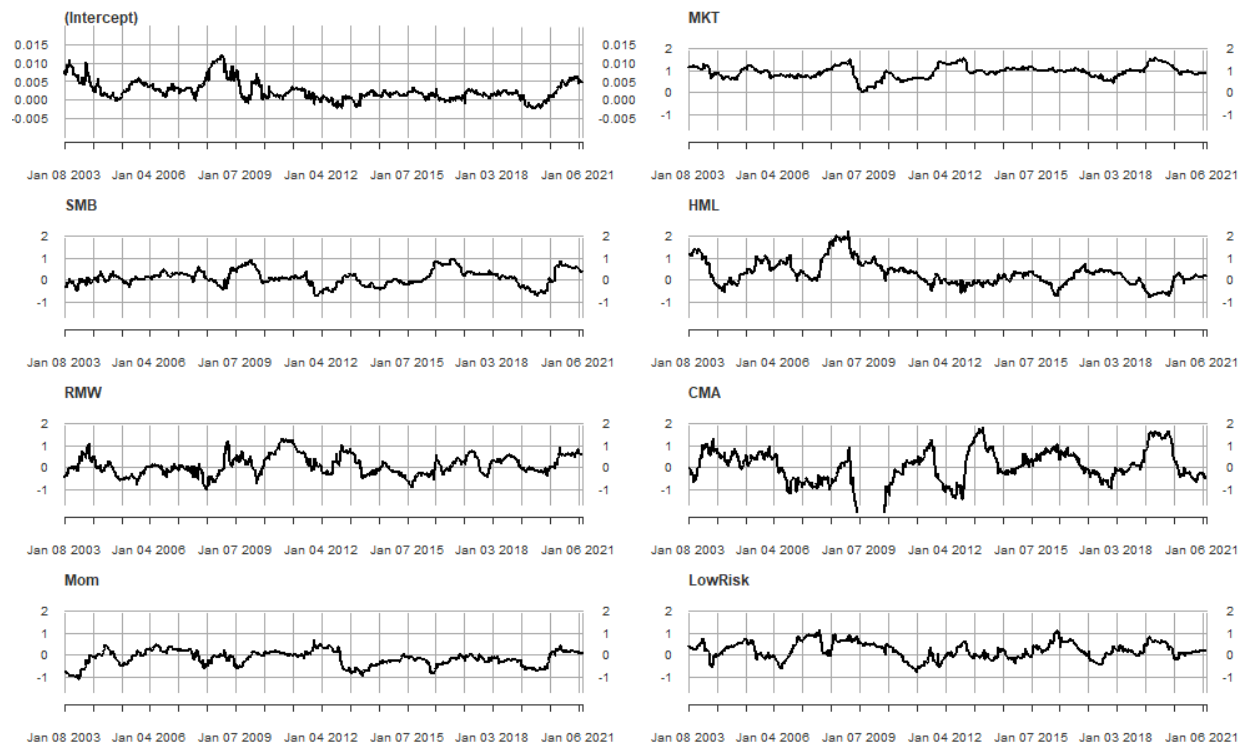 (Intercept) MKT
0.015 0.015 2 2
0.010 0.010 1 1
0.005 0.005 0 0
0.000 0.000 -1 -1
-0.005 -0.005
Jan 08 2003 Jan 04 2006 Jan 07 2009 Jan 04 2012 Jan 07 2015 Jan 03 2018 Jan 06 2021 Jan 08 2003 Jan 04 2006 Jan 07 2009 Jan 04 2012 Jan 07 2015 Jan 03 2018 Jan 06 2021
SMB HML
2 2 2 2
1 1 1 1
0 0 0 0
-1 -1 -1 -1
Jan 08 2003 Jan 04 2006 Jan 07 2009 Jan 04 2012 Jan 07 2015 Jan 03 2018 Jan 06 2021 Jan 08 2003 Jan 04 2006 Jan 07 2009 Jan 04 2012 Jan 07 2015 Jan 03 2018 Jan 06 2021
RMW CMA
2 2 2 2
1 1 1 1
0 0 0 0
-1 -1 -1 -1
Jan 08 2003 Jan 04 2006 Jan 07 2009 Jan 04 2012 Jan 07 2015 Jan 03 2018 Jan 06 2021 Jan 08 2003 Jan 04 2006 Jan 07 2009 Jan 04 2012 Jan 07 2015 Jan 03 2018 Jan 06 2021
Mom LowRisk
2 2 2 2
1 1 1 1
0 0 0 0
-1 -1 -1 -1
Jan 08 2003 Jan 04 2006 Jan 07 2009 Jan 04 2012 Jan 07 2015 Jan 03 2018 Jan 06 2021 Jan 08 2003 Jan 04 2006 Jan 07 2009 Jan 04 2012 Jan 07 2015 Jan 03 2018 Jan 06 2021